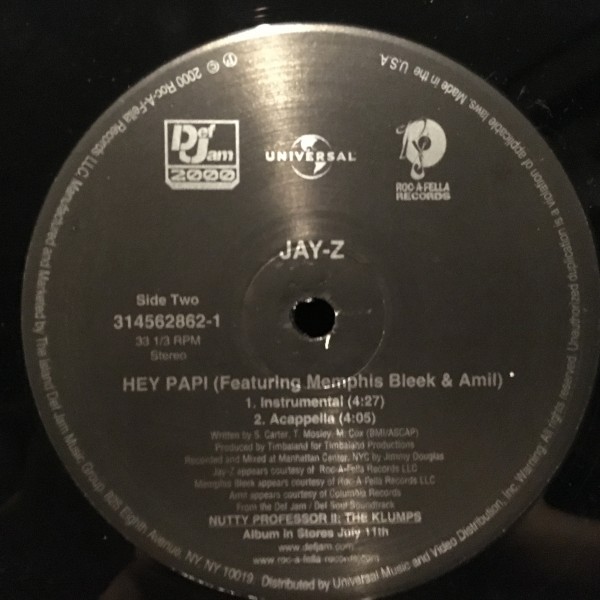 Def
Jam
2000
UNIVERSAL
ROC-A-FELLA
RECORDS
JAY-Z
Side Two
314562862-1
33 1/3 RPM
Stereo
HEY PAPI (Featuring Memphis Bleek & Amil)
1. Instrumental (4:27)
2. Acappella (4:05)
Written by S. Carter, T. Mosley, M. Cox (BMI/ASCAP)
Produced by Timbaland for Timbaland Productions
Recorded and Mixed at Manhattan Center, NYC by Jimmy Douglas
Jay-Z appears courtesy of Roc-A-Fella Records LLC
Memphis Bleek appears courtesy of Roc-A-Fella Records LLC
Amil appears courtesy of Columbia Records
From the Def Jam / Def Soul Soundtrack
NUTTY PROFESSOR II: THE KLUMPS
Album in Stores July 11th
www.defjam.com
www.roc-a-fella records.com
℗ © 2000 Roc-A-Fella Records LLC. Manufactured and Marketed by The Island Def Jam Music Group, 825 Eighth Avenue, NY, NY 10019. Distributed by Universal Music and Video Distribution, Inc. Warning: All rights reserved. Unauthorized duplication is a violation of applicable laws. Made in the U.S.A.